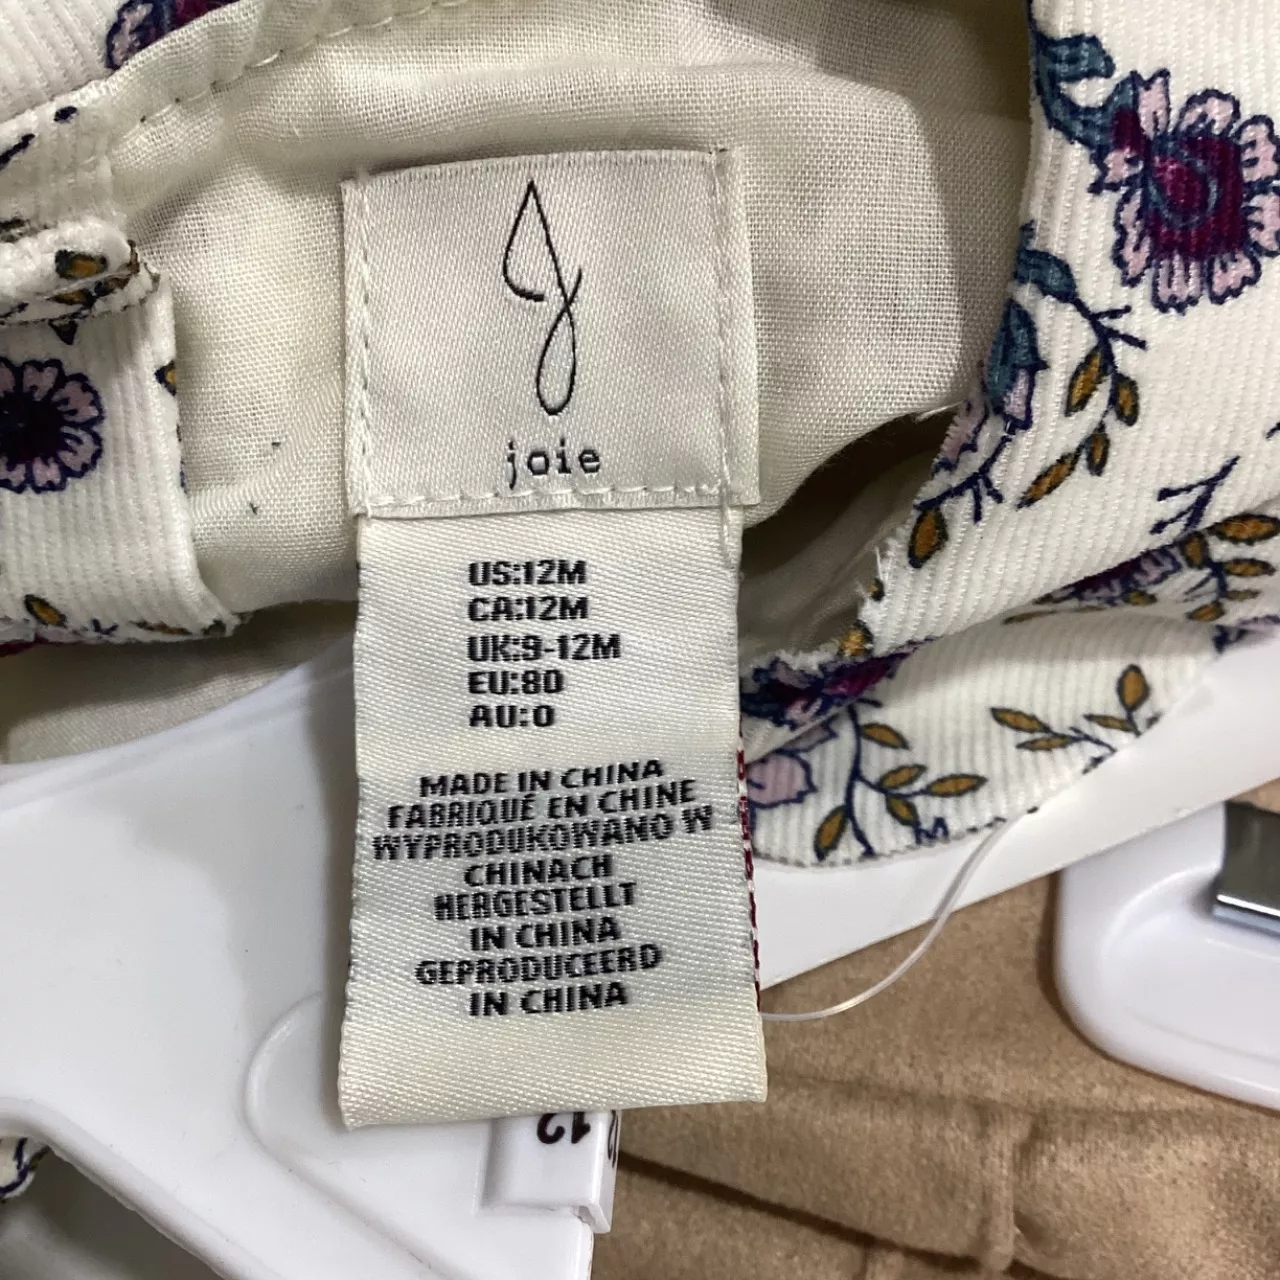 joie
US:12M
CA:12M
UK:9-12M
EU:80
AU:0
MADE IN CHINA
FABRIQUÉ EN CHINE
WYPRODUKOWANO W
CHINACH
HERGESTELLT
IN CHINA
GEPRODUCEERD
IN CHINA
12